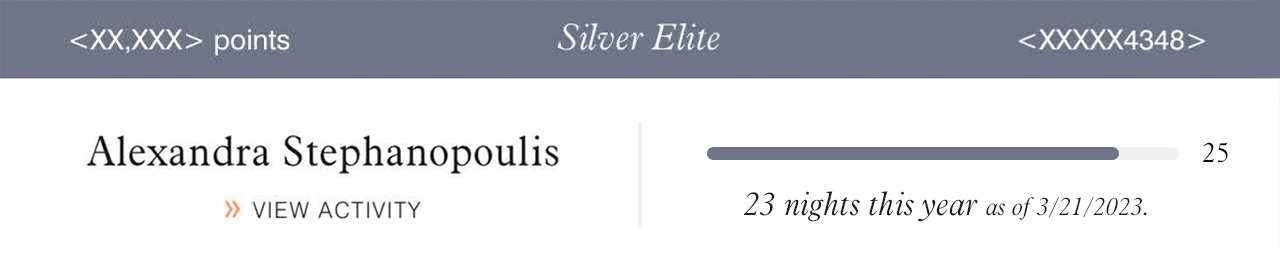 <XX,XXX> points
Silver Elite
<XXXXX4348>
Alexandra Stephanopoulis
» VIEW ACTIVITY
25
23 nights this year as of 3/21/2023.